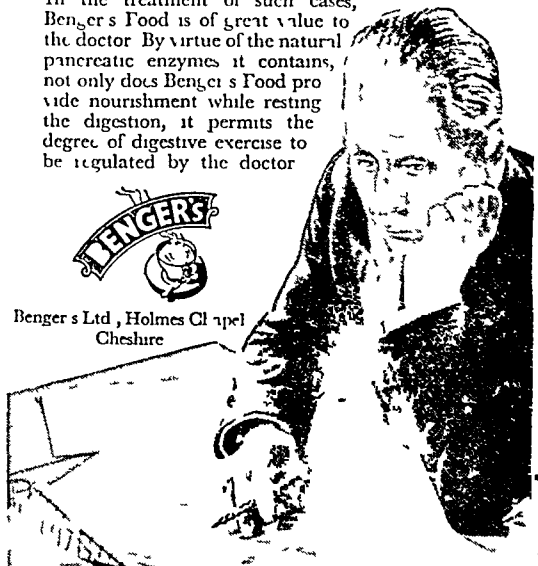 In the treatment of such cases,
Benger s Food is of great value to
the doctor By virtue of the natural
pancreatic enzymes it contains,
not only does Benger s Food pro
vide nourishment while resting
the digestion, it permits the
degree of digestive exercise to
be regulated by the doctor
BENGER'S
Benger s Ltd , Holmes Chapel
Cheshire